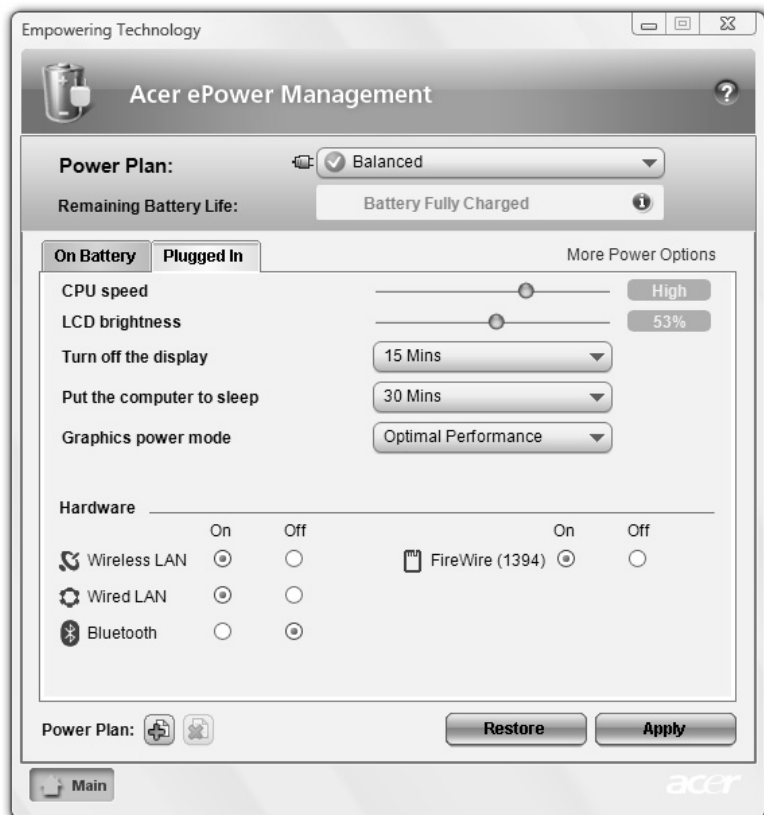 Empowering Technology
Acer ePower Management
?
Power Plan:
Balanced
Remaining Battery Life:
Battery Fully Charged
i
On Battery
Plugged In
More Power Options
CPU speed
High
LCD brightness
53%
Turn off the display
15 Mins
Put the computer to sleep
30 Mins
Graphics power mode
Optimal Performance
Hardware
On Off On Off
Wireless LAN
FireWire (1394)
Wired LAN
Bluetooth
Power Plan:
Restore
Apply
Main
acer